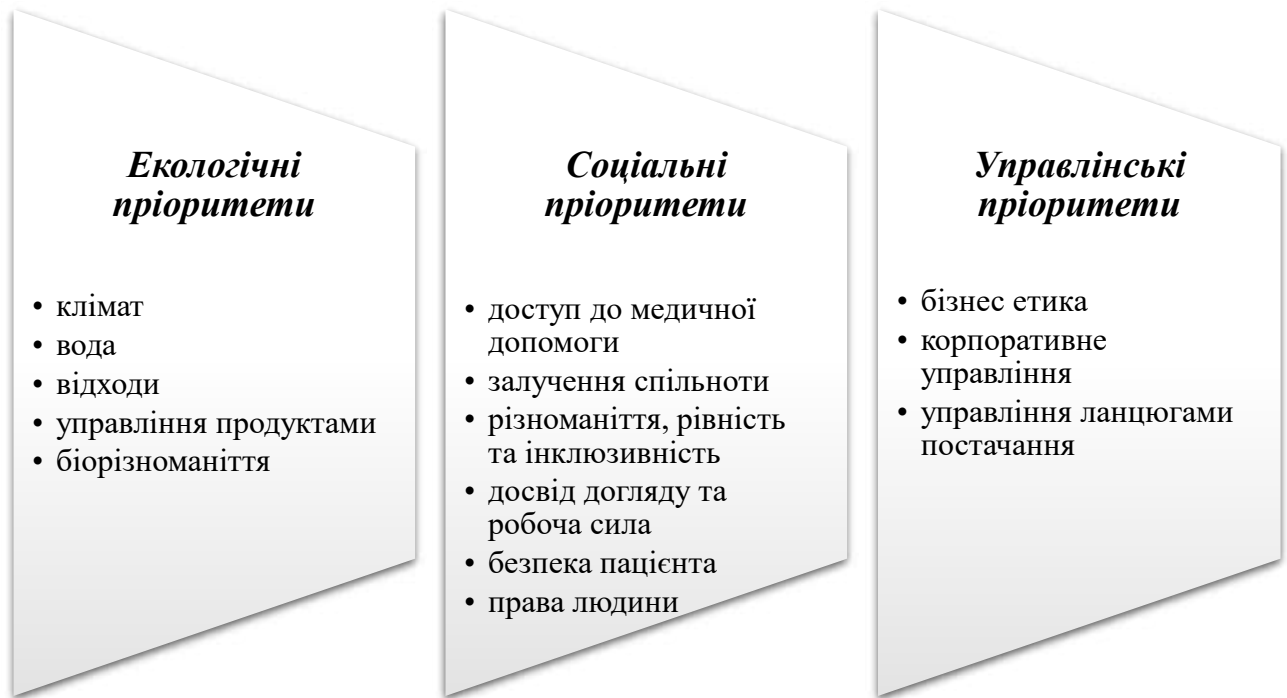 Екологічні
пріоритети
• клімат
• вода
• відходи
• управління продуктами
• біорізноманіття
Соціальні
пріоритети
• доступ до медичної
допомоги
• залучення спільноти
• різноманіття, рівність
та інклюзивність
• досвід догляду та
робоча сила
• безпека пацієнта
• права людини
Управлінські
пріоритети
• бізнес етика
• корпоративне
управління
• управління ланцюгами
постачання